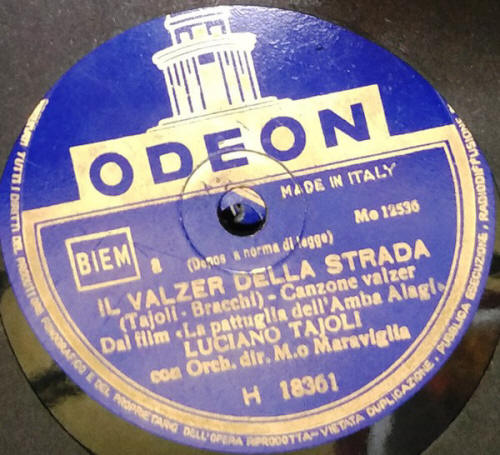 ODEON
MADE IN ITALY
Mo 12536
BIEM
a
(Depos. a norma di legge)
IL VALZER DELLA STRADA
(Tajoli - Bracchi) - Canzone valzer
Dal film «La pattuglia dell'Amba Alagi»
LUCIANO TAJOLI
con Orch. dir. M.o Maraviglia
H 18361
TUTTI I DIRITTI DEL PRODUTTORE FONOGRAFICO E DEL PROPRIETARIO DELL'OPERA RIPRODOTTA - VIETATA DUPLICAZIONE, PUBBLICA ESECUZIONE, RADIODIFFUSIONE